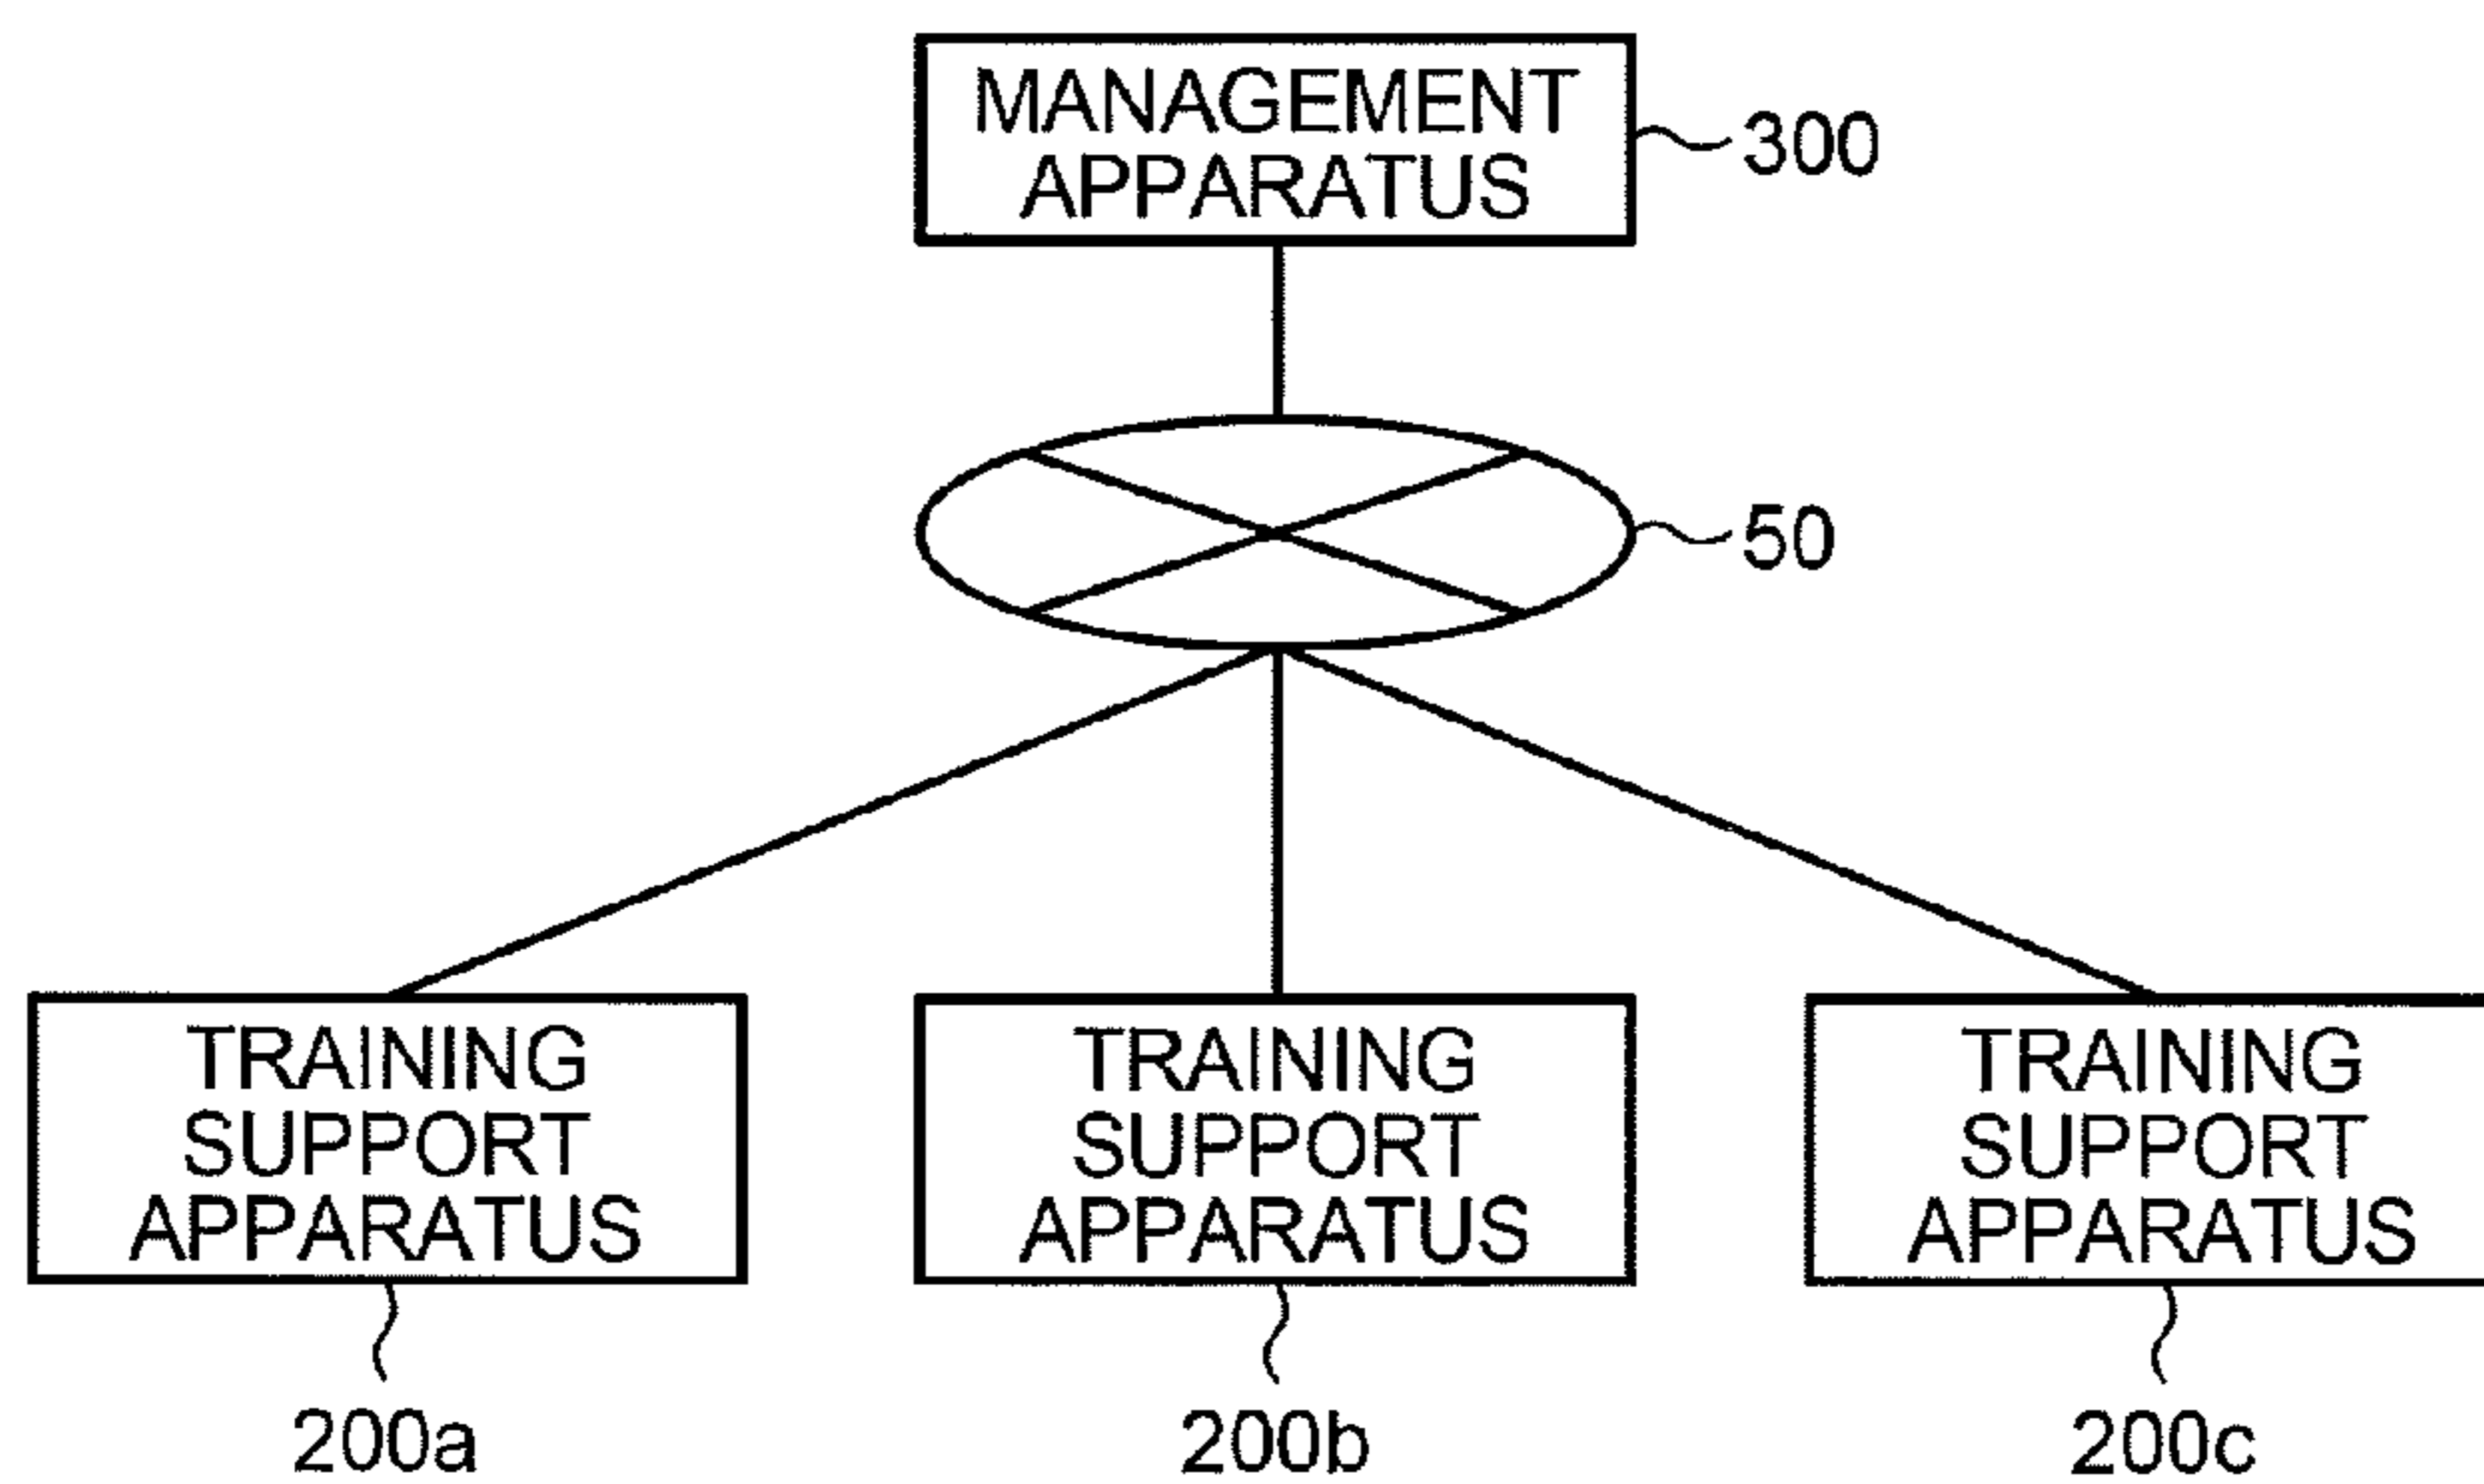 MANAGEMENT
APPARATUS
300
50
TRAINING
SUPPORT
APPARATUS
200a
TRAINING
SUPPORT
APPARATUS
200b
TRAINING
SUPPORT
APPARATUS
200c